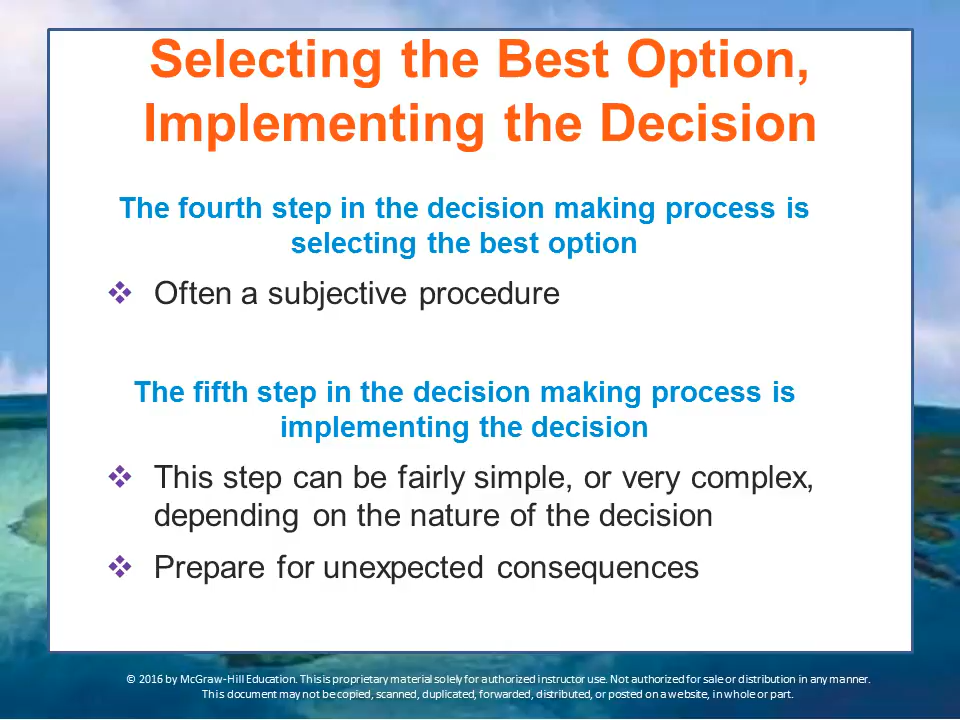 Selecting the Best Option,
Implementing the Decision
The fourth step in the decision making process is
selecting the best option
❖ Often a subjective procedure
The fifth step in the decision making process is
implementing the decision
❖ This step can be fairly simple, or very complex,
depending on the nature of the decision
❖ Prepare for unexpected consequences
© 2016 by McGraw-Hill Education. This is proprietary material solely for authorized instructor use. Not authorized for sale or distribution in any manner.
This document may not be copied, scanned, duplicated, forwarded, distributed, or posted on a website, in whole or part.